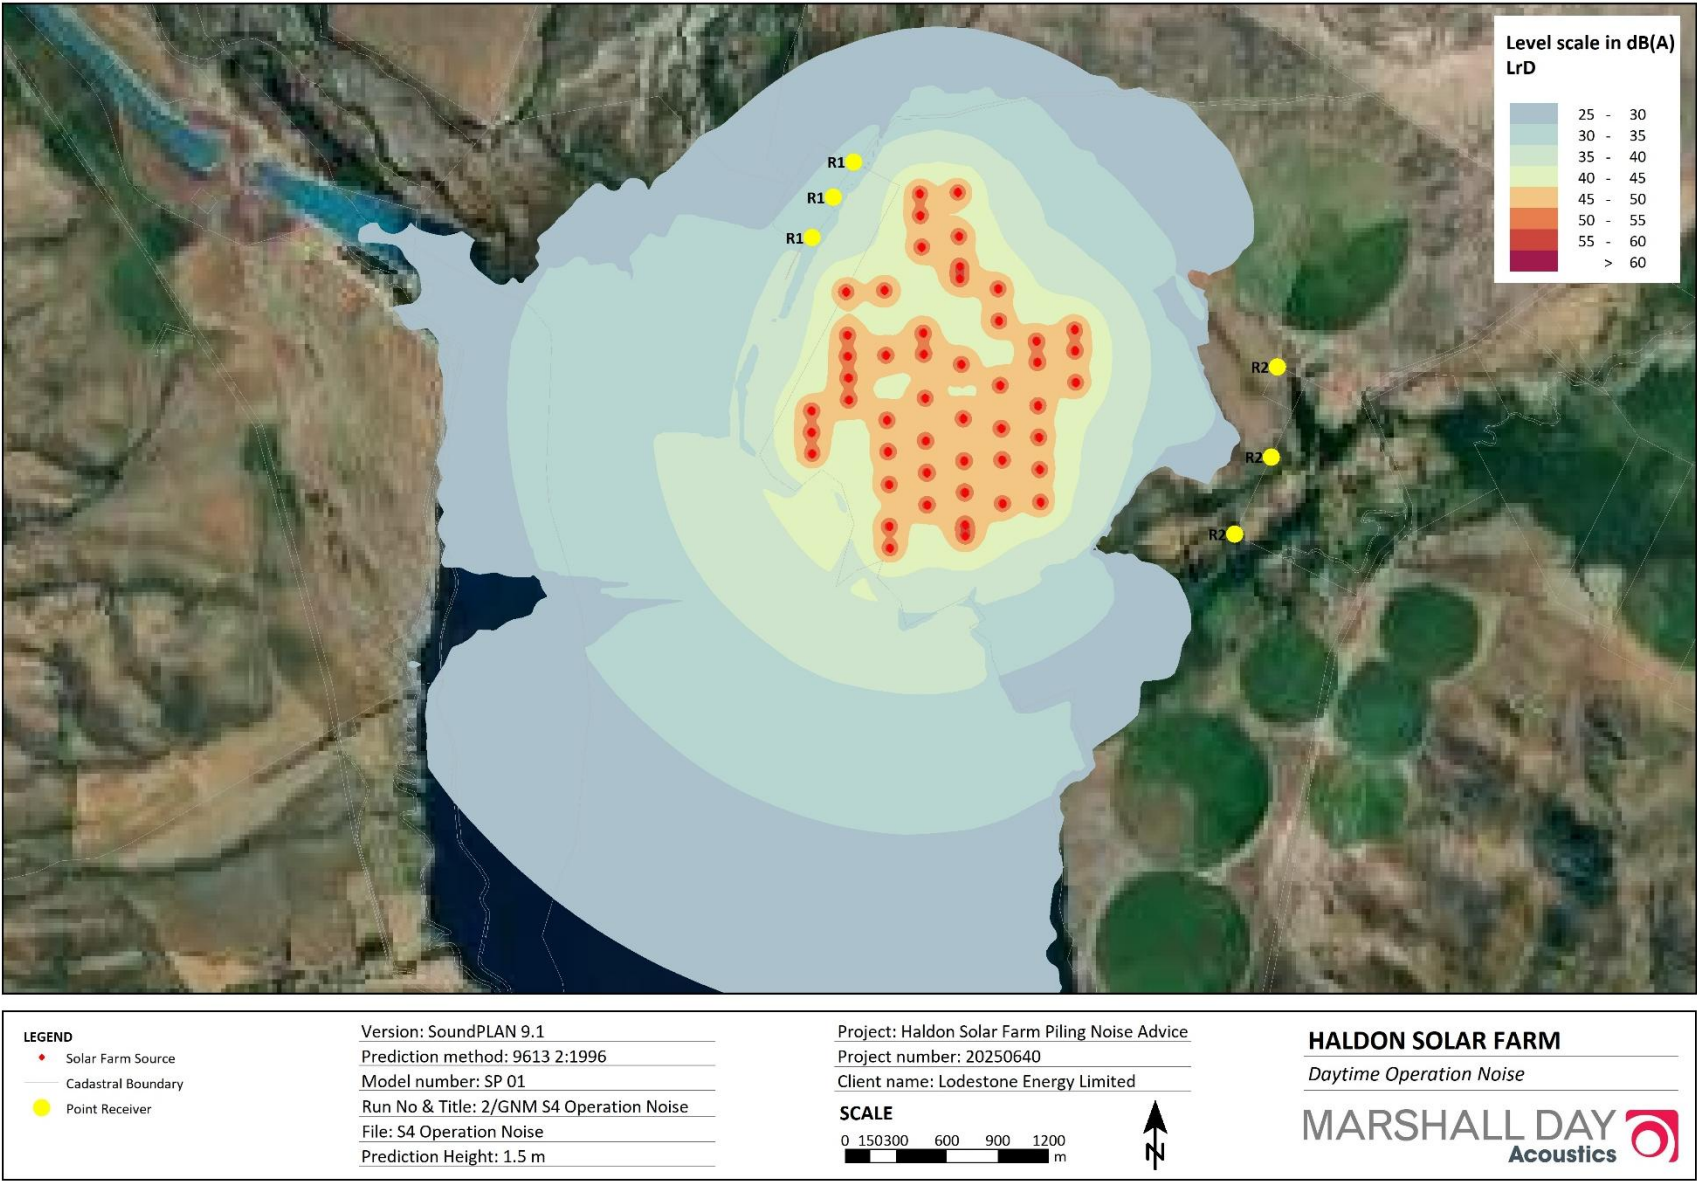 Level scale in dB(A)
LrD
25 - 30
30 - 35
35 - 40
40 - 45
45 - 50
50 - 55
55 - 60
> 60
R1
R1
R1
R2
R2
R2
LEGEND
Solar Farm Source
Cadastral Boundary
Point Receiver
Version: SoundPLAN 9.1
Prediction method: 9613 2:1996
Model number: SP 01
Run No & Title: 2/GNM S4 Operation Noise
File: S4 Operation Noise
Prediction Height: 1.5 m
Project: Haldon Solar Farm Piling Noise Advice
Project number: 20250640
Client name: Lodestone Energy Limited
SCALE
0 150300 600 900 1200
m
N
HALDON SOLAR FARM
Daytime Operation Noise
MARSHALL DAY
Acoustics